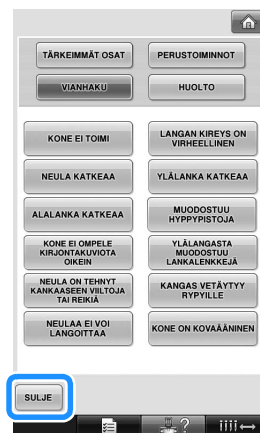 TÄRKEIMMÄT OSAT
PERUSTOIMINNOT
VIANHAKU
HUOLTO
KONE EI TOIMI
LANGAN KIREYS ON
VIRHEELLINEN
NEULA KATKEAA
YLÄLANKA KATKEAA
ALALANKA KATKEAA
MUODOSTUU
HYPPYPISTOJA
KONE EI OMPELE
KIRJONTAKUVIOTA
OIKEIN
YLÄLANGASTA
MUODOSTUU
LANKALENKKEJÄ
NEULA ON TEHNYT
KANKAASEEN VIILTOJA
TAI REIKIÄ
KANGAS VETÄYTYY
RYPYILLE
NEULAA EI VOI
LANGOITTAA
KONE ON KOVAÄÄNINEN
SULJE
?